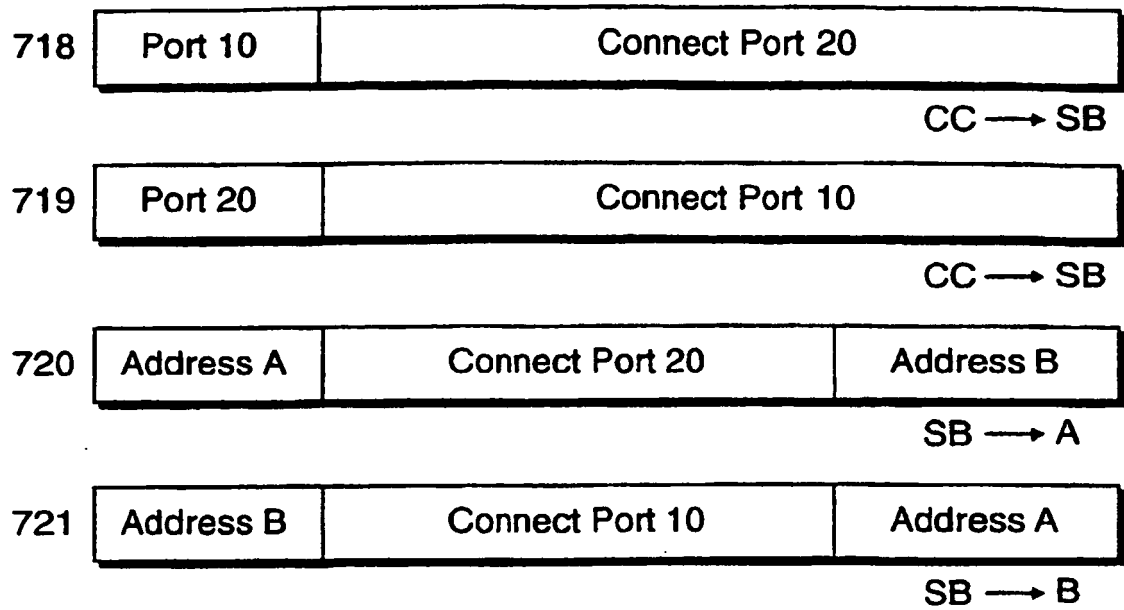 718 Port 10 Connect Port 20
CC → SB
719 Port 20 Connect Port 10
CC → SB
720 Address A Connect Port 20 Address B
SB → A
721 Address B Connect Port 10 Address A
SB → B